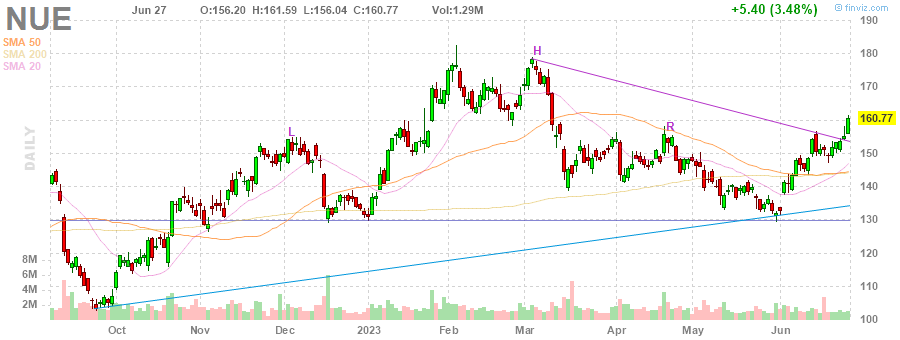 NUE Jun 27 O:156.20 H:161.59 L:156.04 C:160.77 Vol:1.29M +5.40 (3.48%) finviz.com
SMA 50
SMA 200
SMA 20
DAILY
190
180
170
160.77
150
140
130
120
110
100
8M
6M
4M
2M
L
H
R
Oct Nov Dec 2023 Feb Mar Apr May Jun